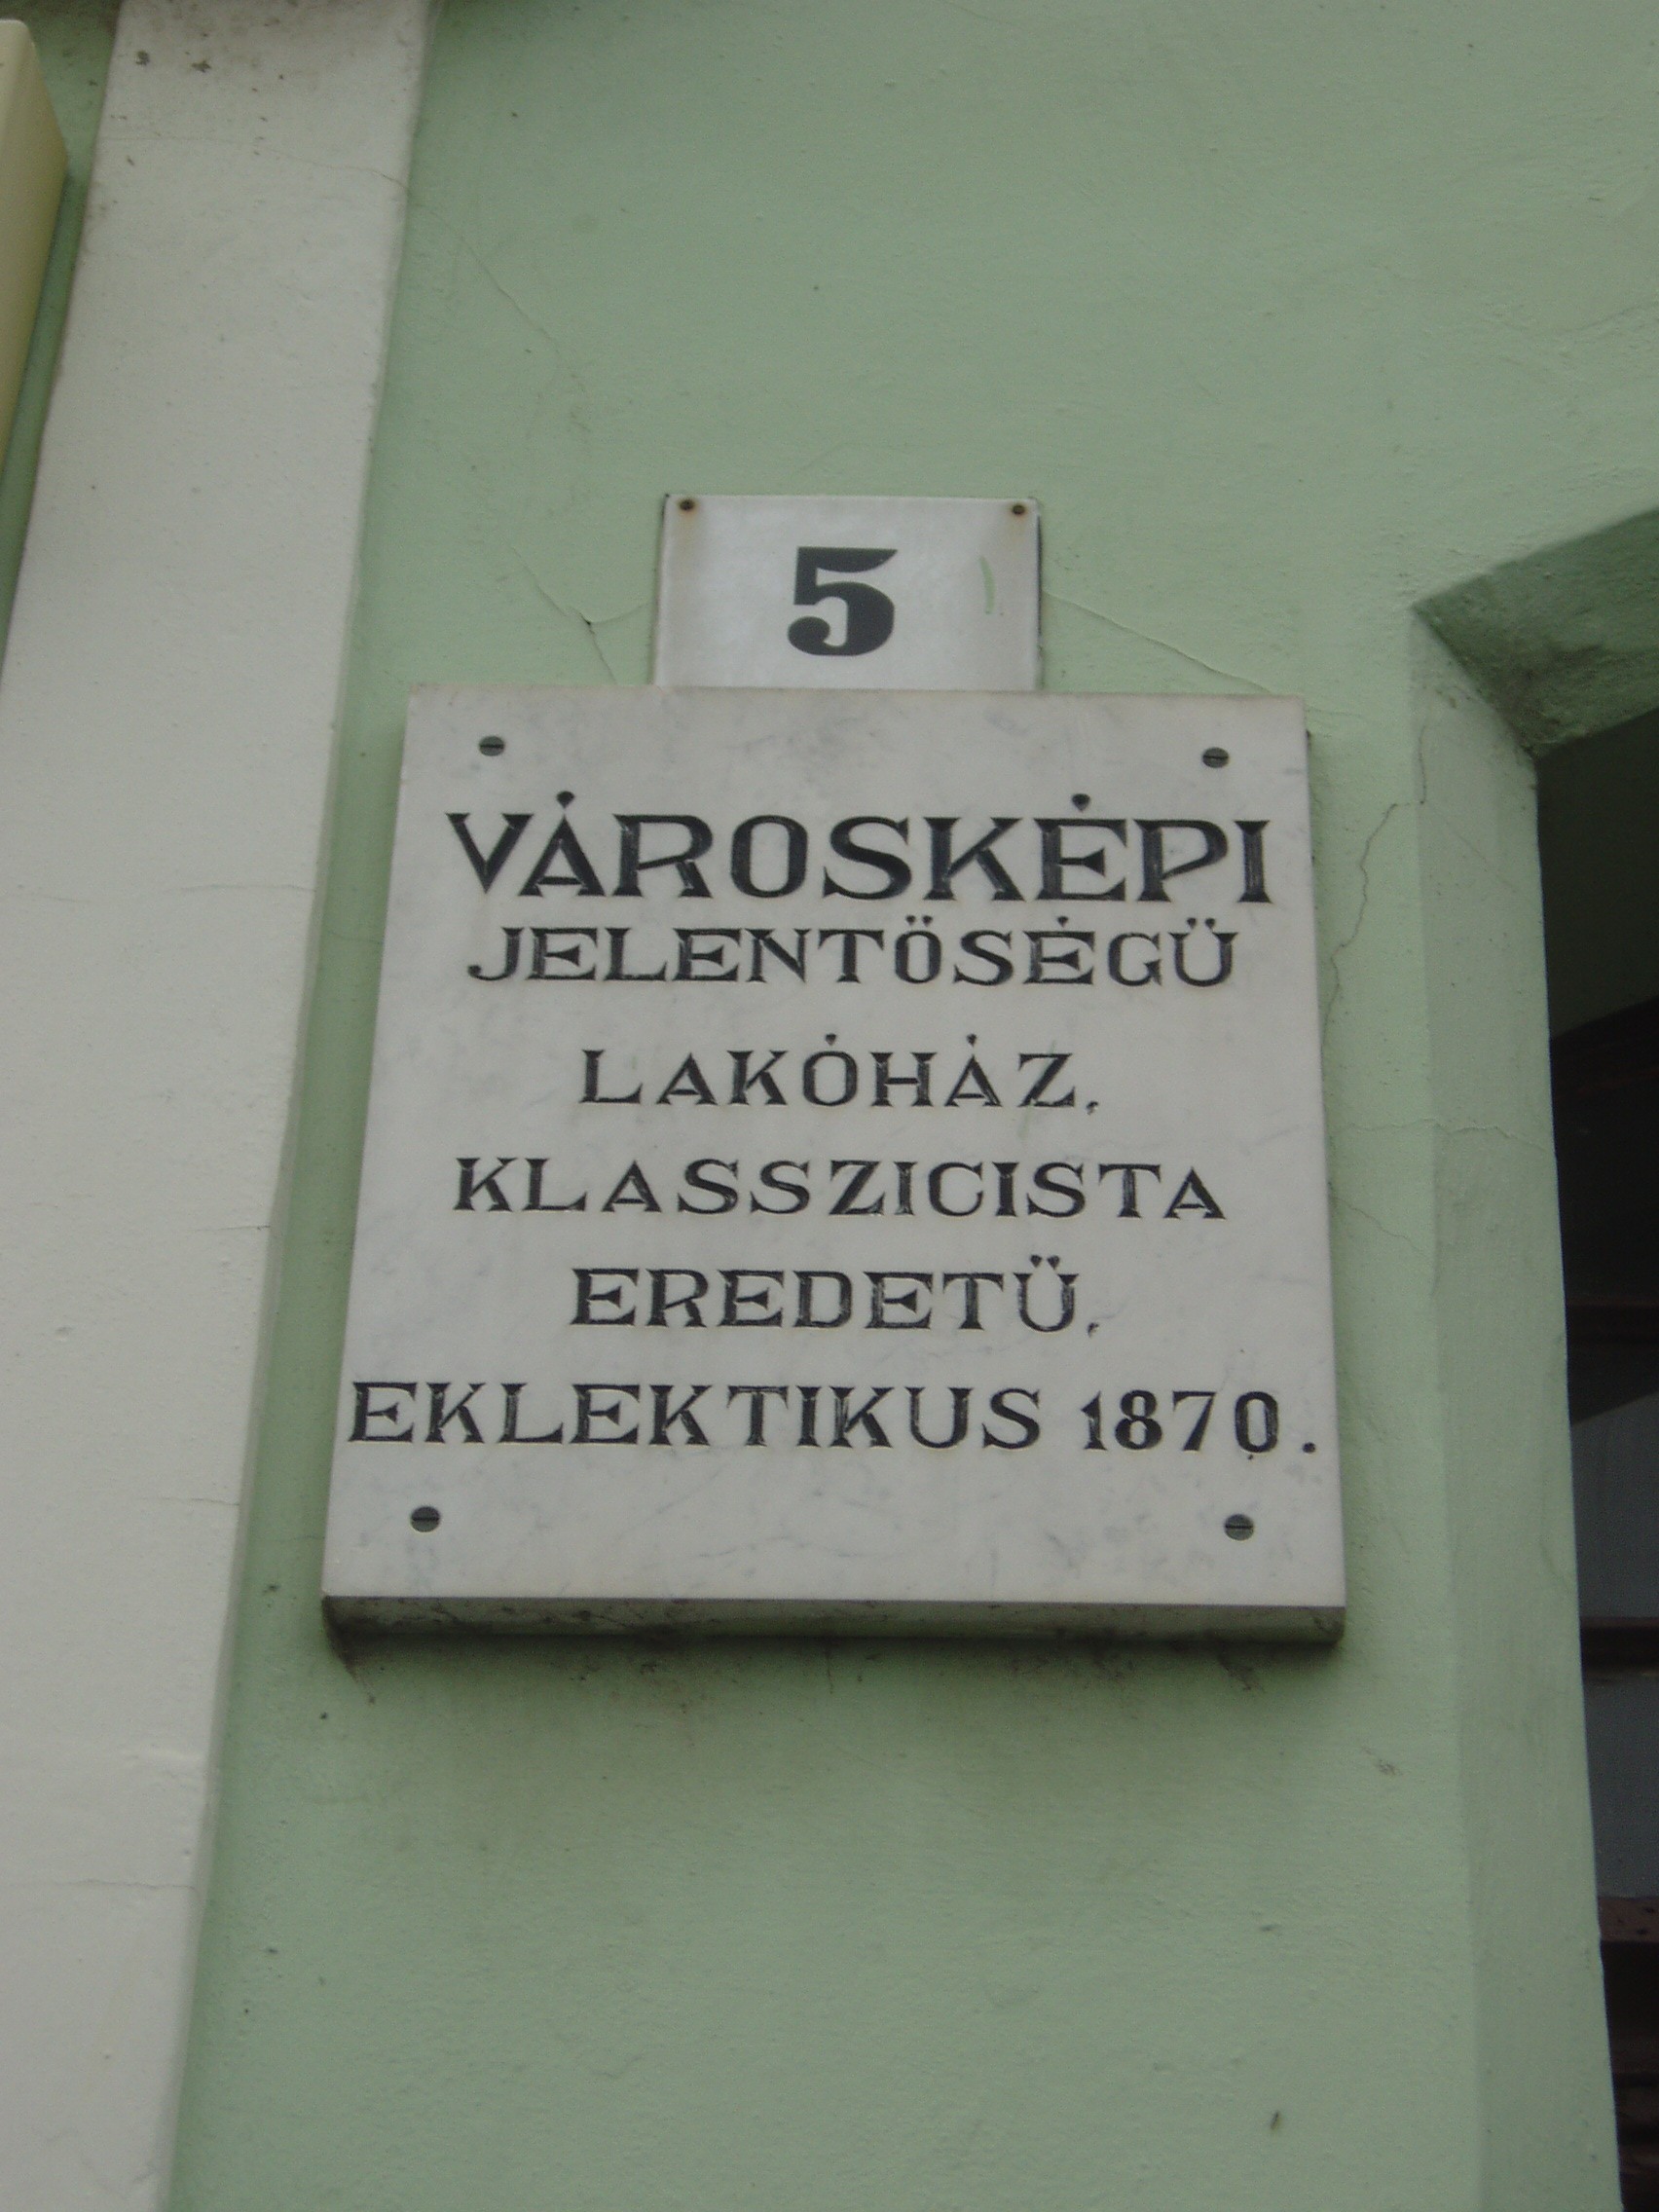 5
VÁROSKÉPI
JELENTÖSÉGÜ
LAKÓHÁZ.
KLASSZICISTA
EREDETÜ.
EKLEKTIKUS 1870.